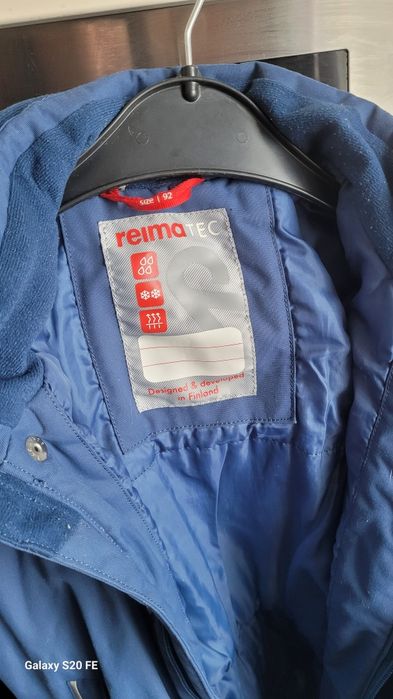 size | 92
reimaTEC
Designed & developed
in Finland
Galaxy S20 FE